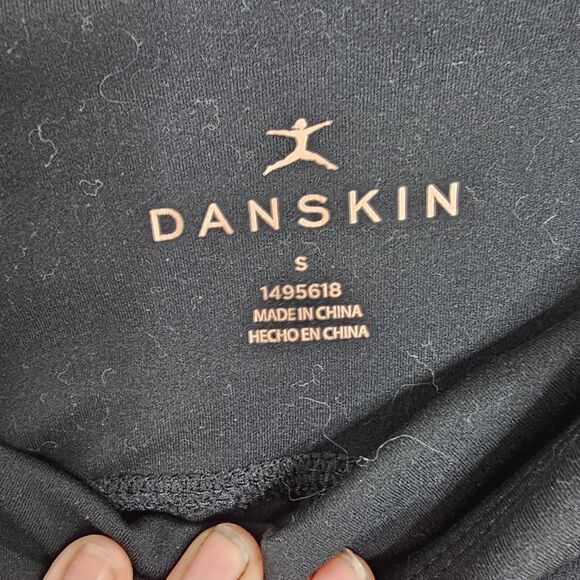 DANSKIN
S
1495618
MADE IN CHINA
HECHO EN CHINA